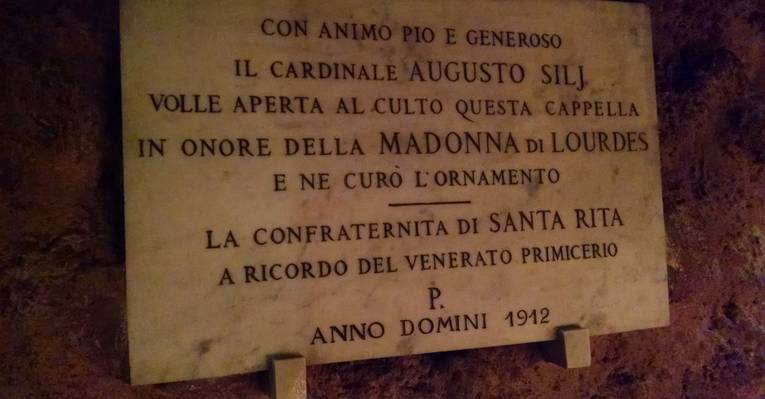 CON ANIMO PIO E GENEROSO
IL CARDINALE AUGUSTO SILJ
VOLLE APERTA AL CULTO QUESTA CAPPELLA
IN ONORE DELLA MADONNA DI LOURDES
E NE CURÒ L'ORNAMENTO
LA CONFRATERNITA DI SANTA RITA
A RICORDO DEL VENERATO PRIMICERIO
P.
ANNO DOMINI 1912